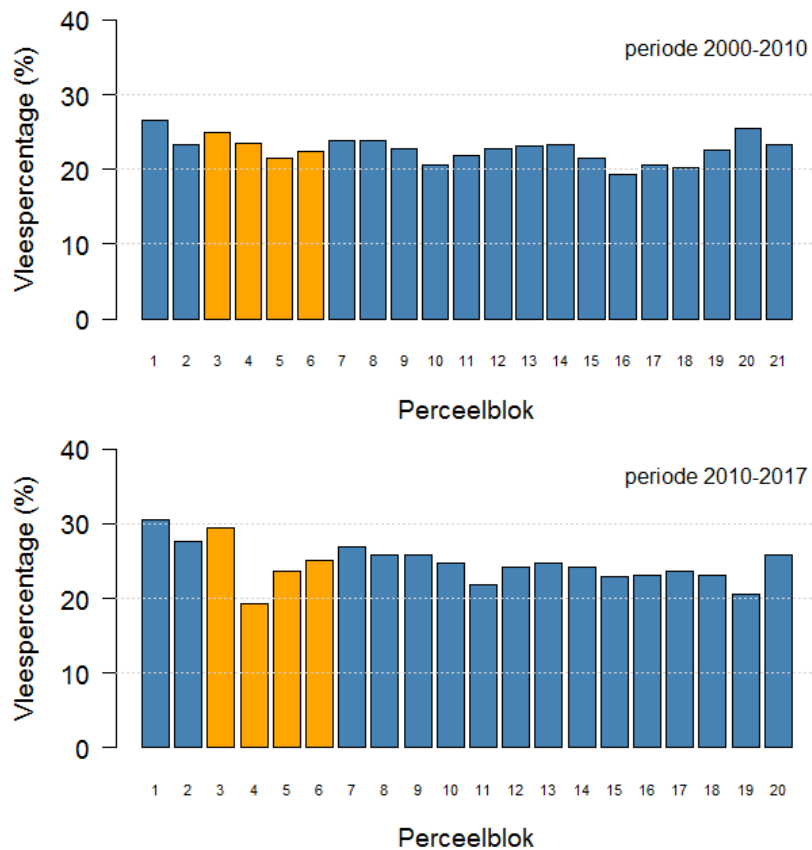 40
30
20
10
0
Vleespercentage (%)
periode 2000-2010
1 2 3 4 5 6 7 8 9 10 11 12 13 14 15 16 17 18 19 20 21
Perceelblok
40
30
20
10
0
Vleespercentage (%)
periode 2010-2017
1 2 3 4 5 6 7 8 9 10 11 12 13 14 15 16 17 18 19 20
Perceelblok